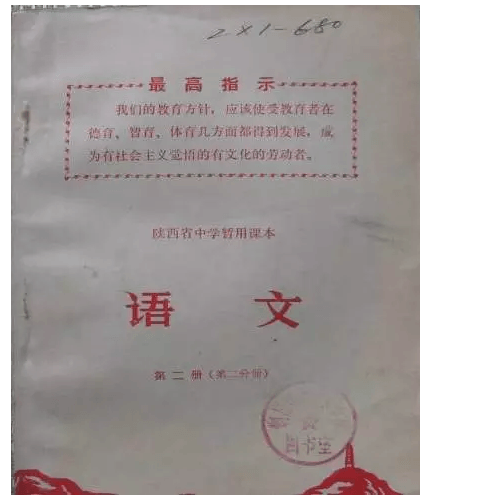 2×1-680
最高指示
我们的教育方针，应该使受教育者在
德育、智育、体育几方面都得到发展，成
为有社会主义觉悟的有文化的劳动者。
陕西省中学暂用课本
语文
第二册（第二分册）